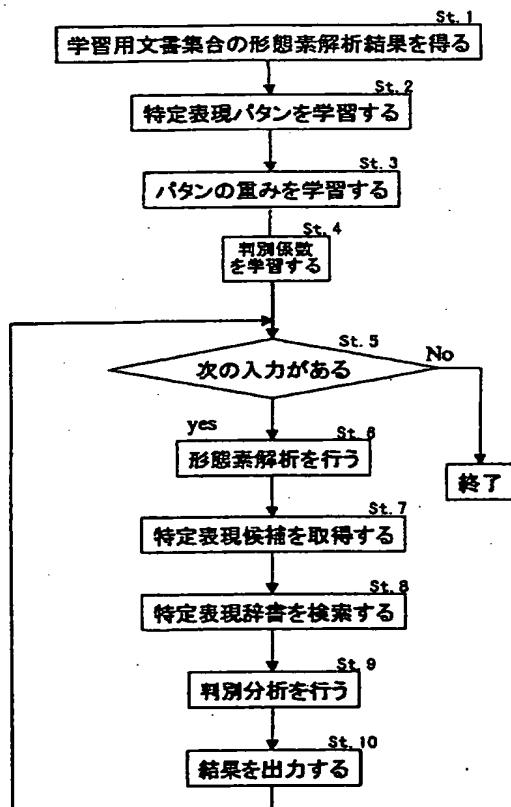 St. 1
学習用文書集合の形態素解析結果を得る
St. 2
特定表現パタンを学習する
St. 3
パタンの重みを学習する
St. 4
判別係数
を学習する
St. 5
次の入力がある
No
yes
St. 6
形態素解析を行う
終了
St. 7
特定表現候補を取得する
St. 8
特定表現辞書を検索する
St. 9
判別分析を行う
St. 10
結果を出力する